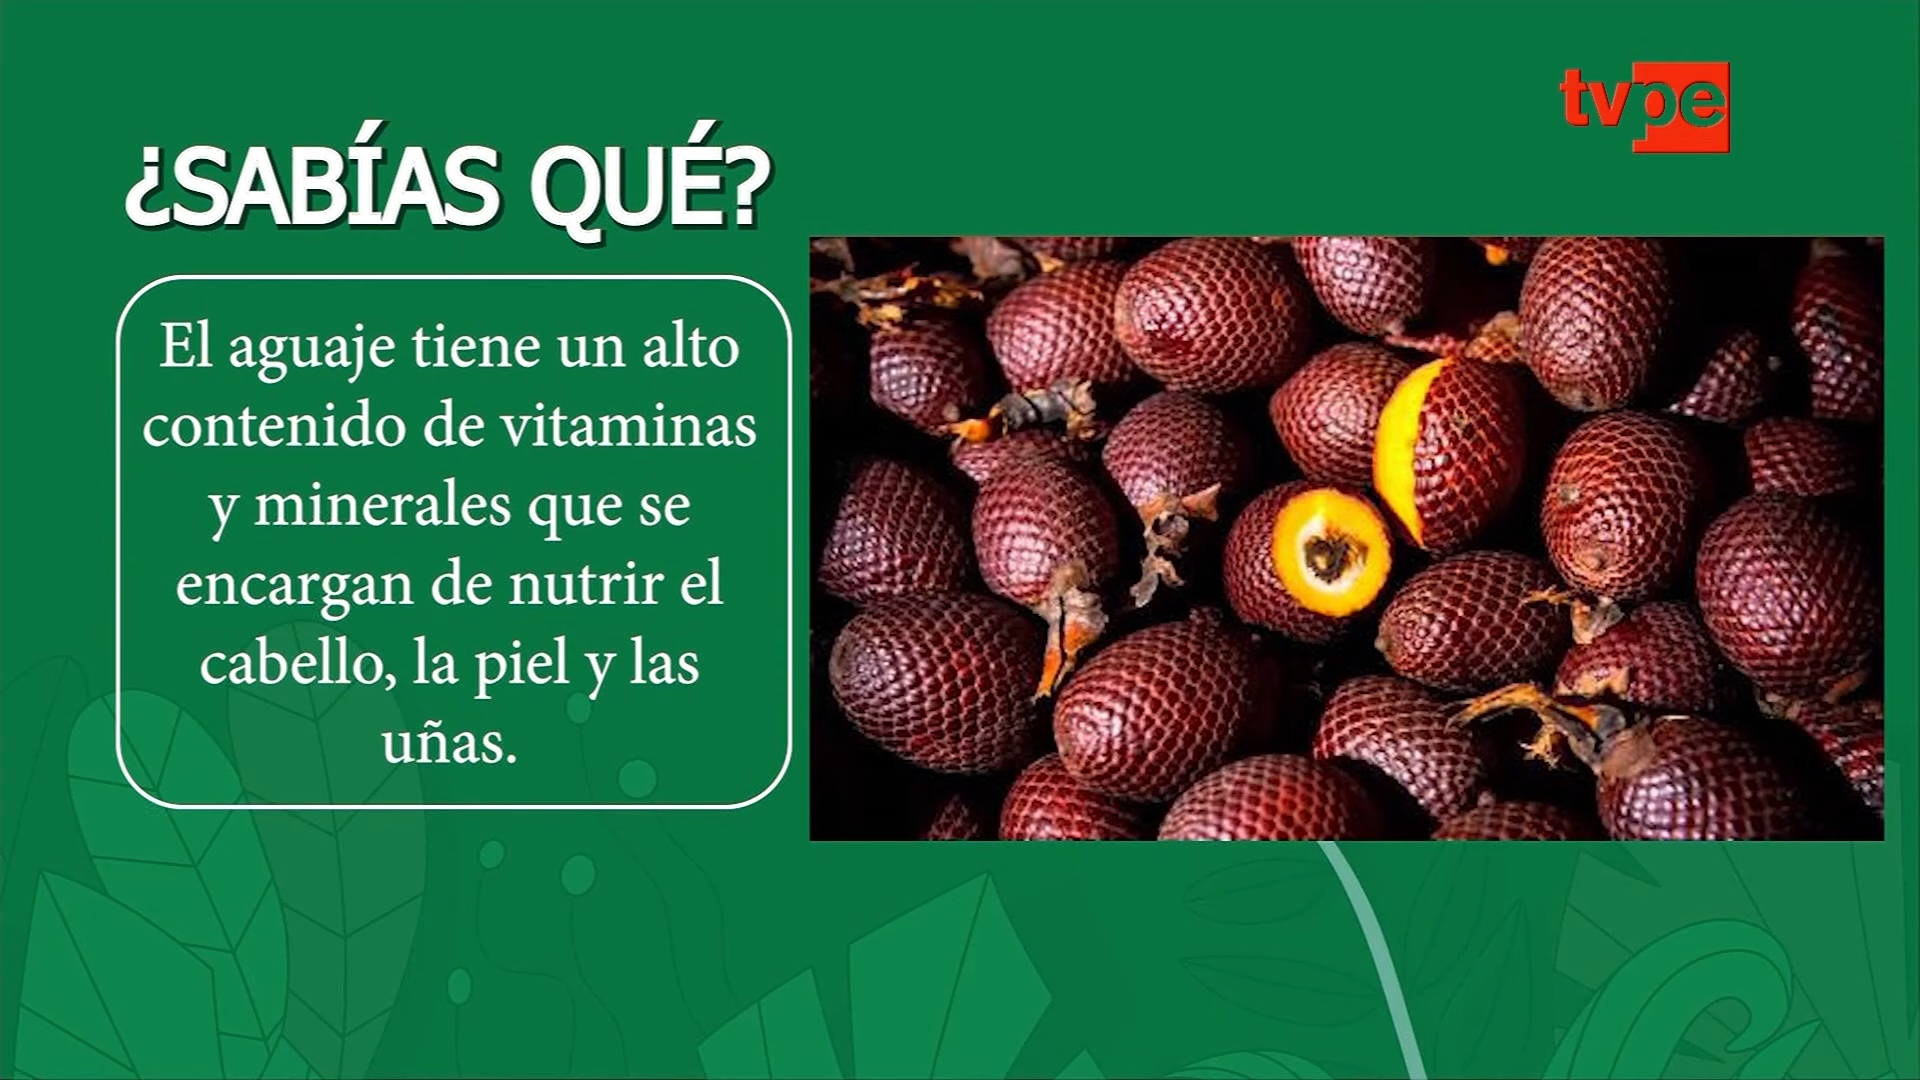 tvpe
¿SABÍAS QUÉ?
El aguaje tiene un alto
contenido de vitaminas
y minerales que se
encargan de nutrir el
cabello, la piel y las
uñas.